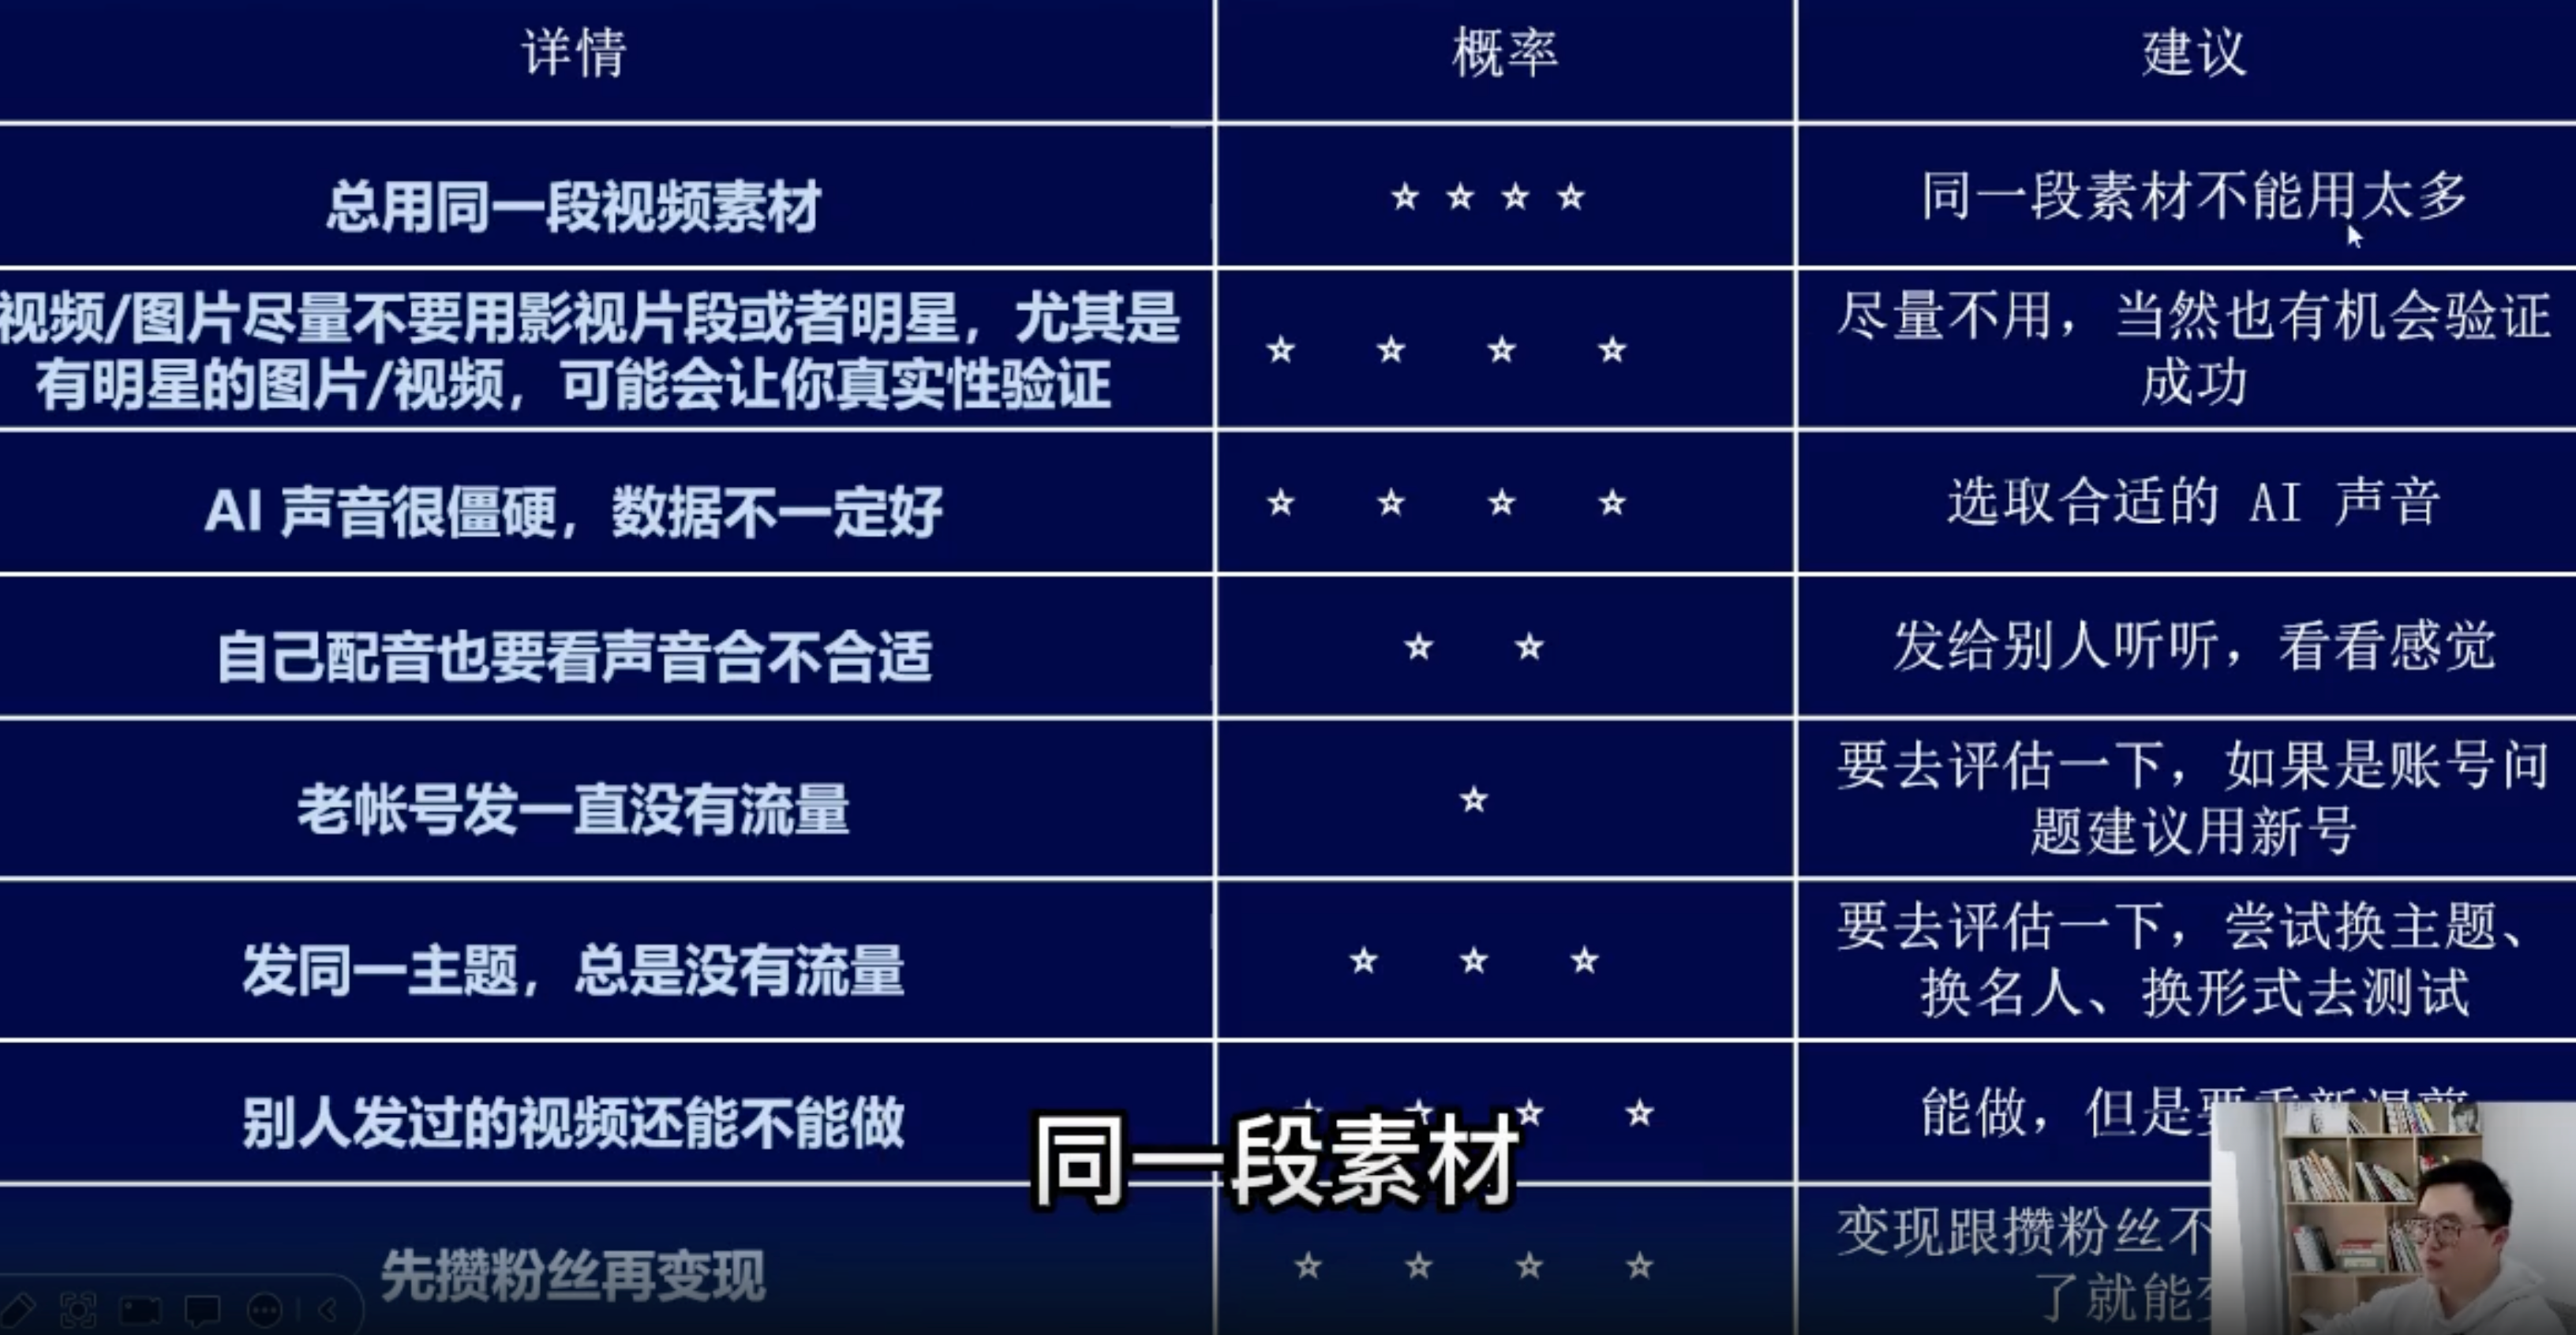 详情
概率
建议
总用同一段视频素材
☆ ☆ ☆ ☆
同一段素材不能用太多
视频/图片尽量不要用影视片段或者明星，尤其是
有明星的图片/视频，可能会让你真实性验证
☆ ☆ ☆ ☆
尽量不用，当然也有机会验证
成功
AI 声音很僵硬，数据不一定好
☆ ☆ ☆ ☆
选取合适的 AI 声音
自己配音也要看声音合不合适
☆ ☆
发给别人听听，看看感觉
老帐号发一直没有流量
☆
要去评估一下，如果是账号问
题建议用新号
发同一主题，总是没有流量
☆ ☆ ☆
要去评估一下，尝试换主题、
换名人、换形式去测试
别人发过的视频还能不能做
☆ ☆ ☆ ☆
能做，但是
同一段素材
先攒粉丝再变现
☆ ☆ ☆ ☆
变现跟攒粉丝不
了就能